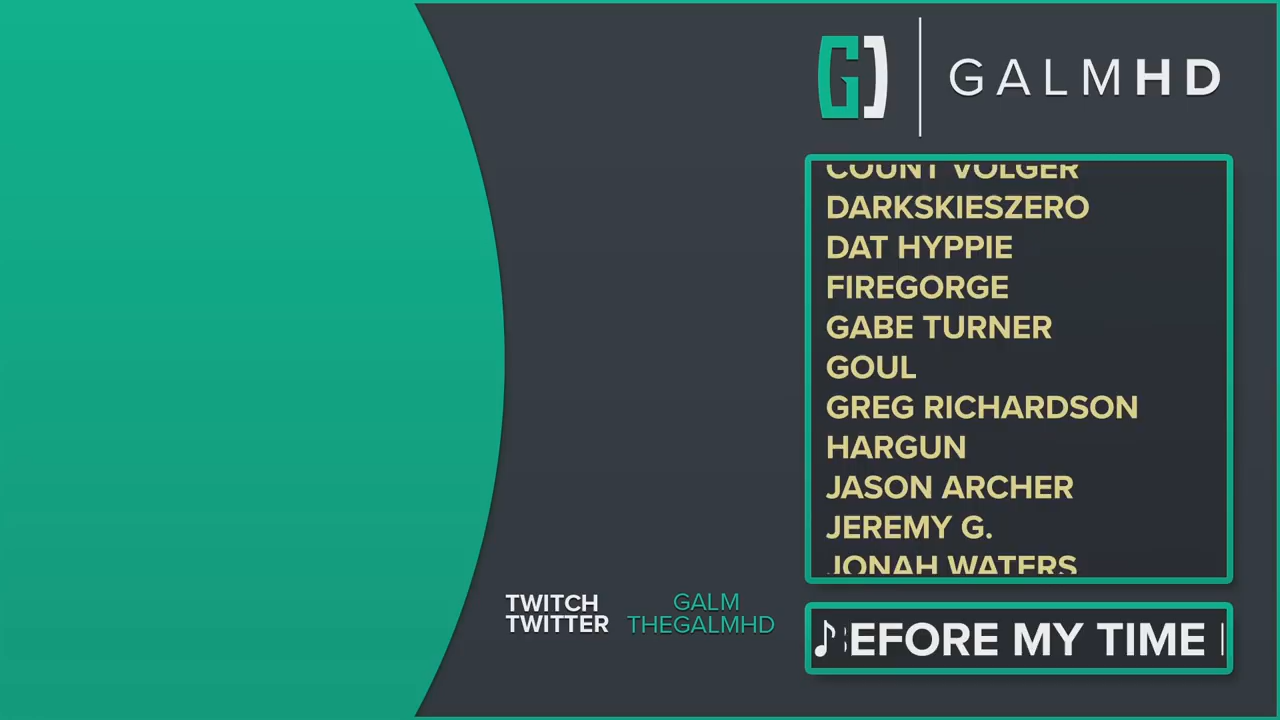 GALMHD
COUNT VOLGER
DARKSKIESZERO
DAT HYPPIE
FIREGORGE
GABE TURNER
GOUL
GREG RICHARDSON
HARGUN
JASON ARCHER
JEREMY G.
JONAH WATERS
TWITCH GALM
TWITTER THEGALMHD
BEFORE MY TIME